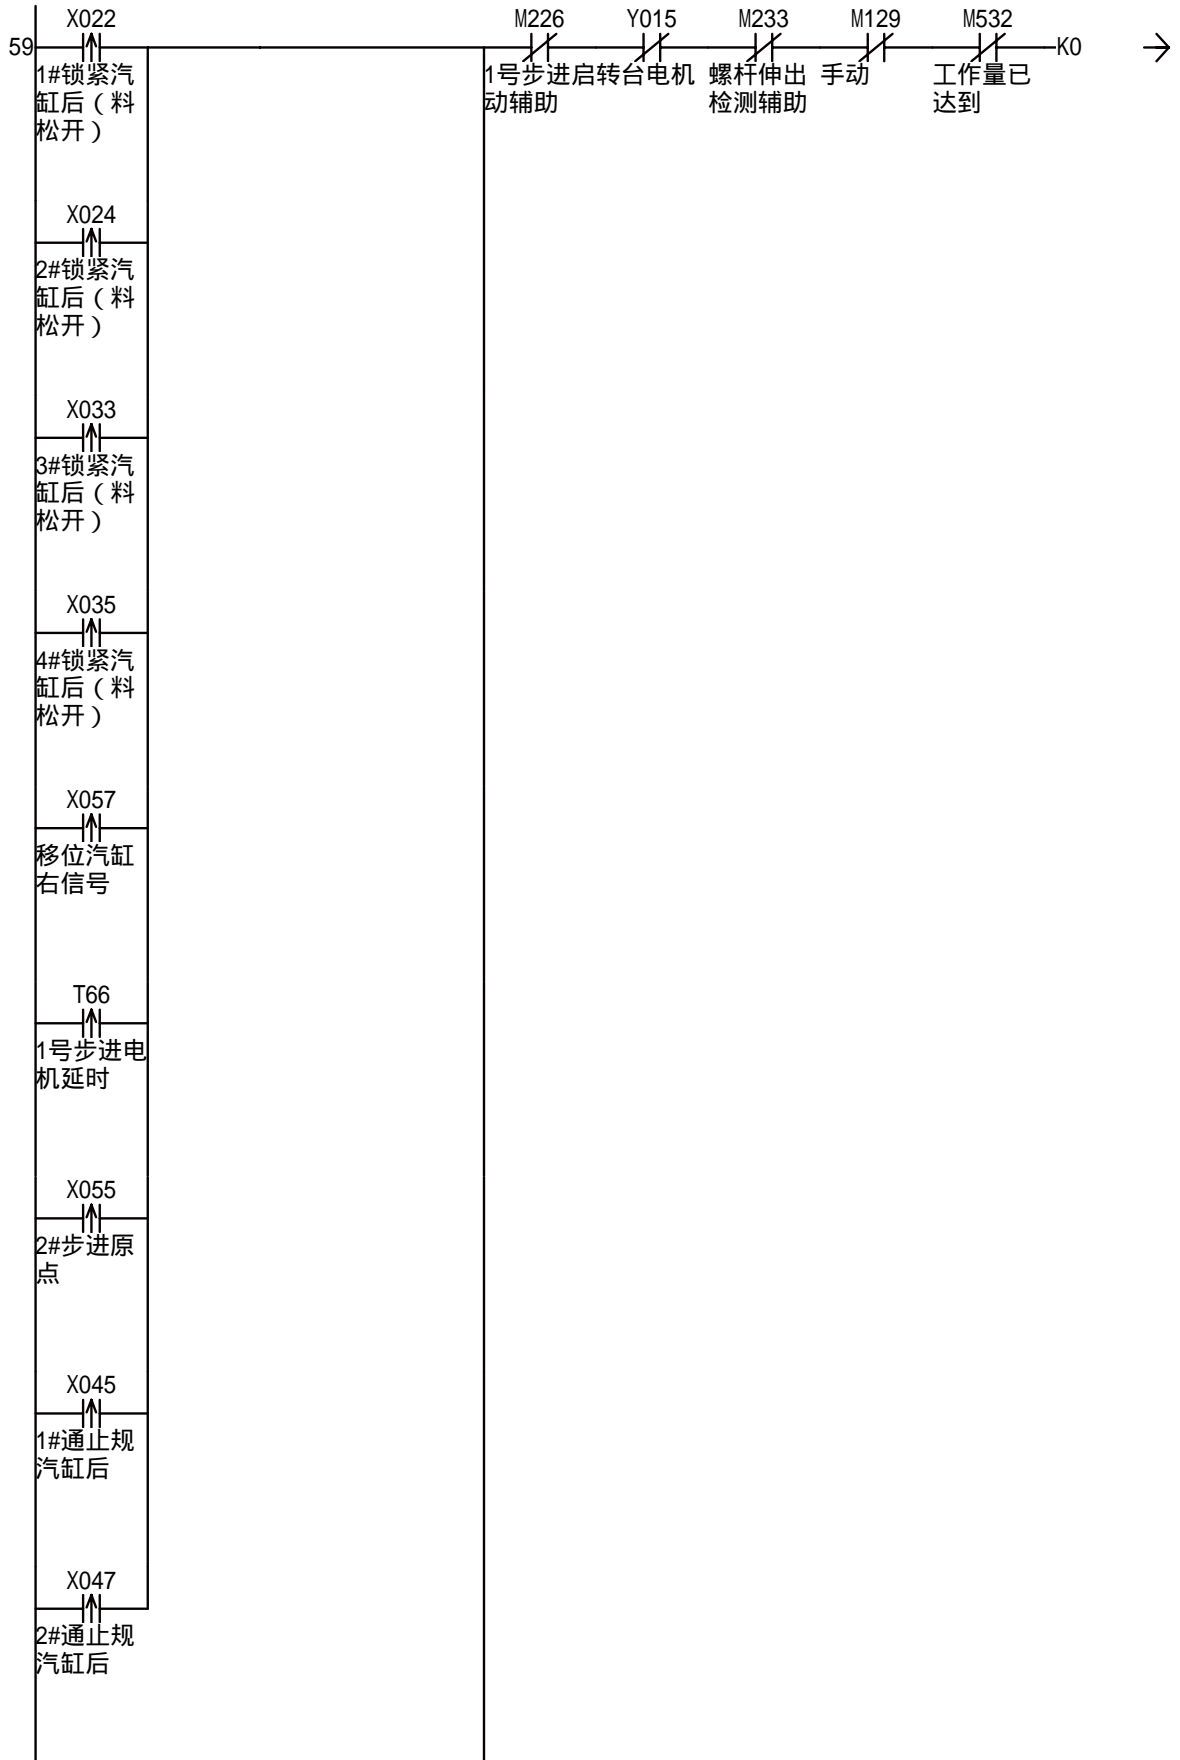 X022 M226 Y015 M233 M129 M532
59 K0
1#锁紧汽 1号步进启 转台电机 螺杆伸出 手动 工作量已
缸后（料 动辅助 检测辅助 达到
松开）
X024
2#锁紧汽
缸后（料
松开）
X033
3#锁紧汽
缸后（料
松开）
X035
4#锁紧汽
缸后（料
松开）
X057
移位汽缸
右信号
T66
1号步进电
机延时
X055
2#步进原
点
X045
1#通止规
汽缸后
X047
2#通止规
汽缸后